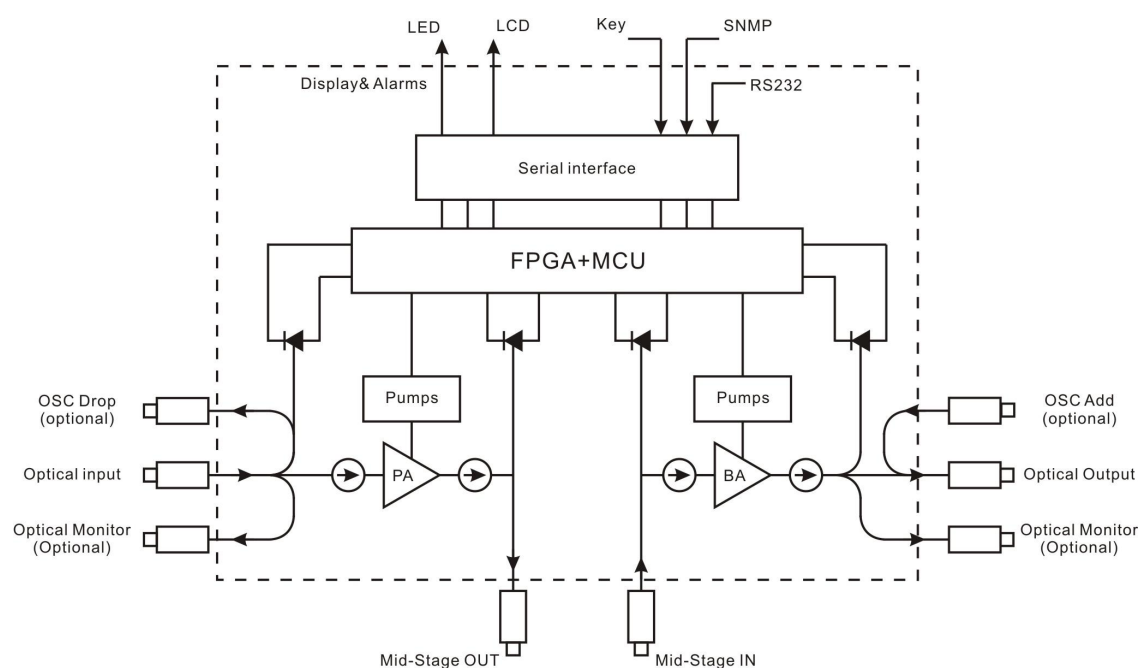 LED
LCD
Key
SNMP
Display& Alarms
RS232
Serial interface
FPGA+MCU
Pumps
Pumps
OSC Drop
(optional)
OSC Add
(optional)
Optical input
PA
BA
Optical Output
Optical Monitor
(Optional)
Optical Monitor
(Optional)
Mid-Stage OUT
Mid-Stage IN